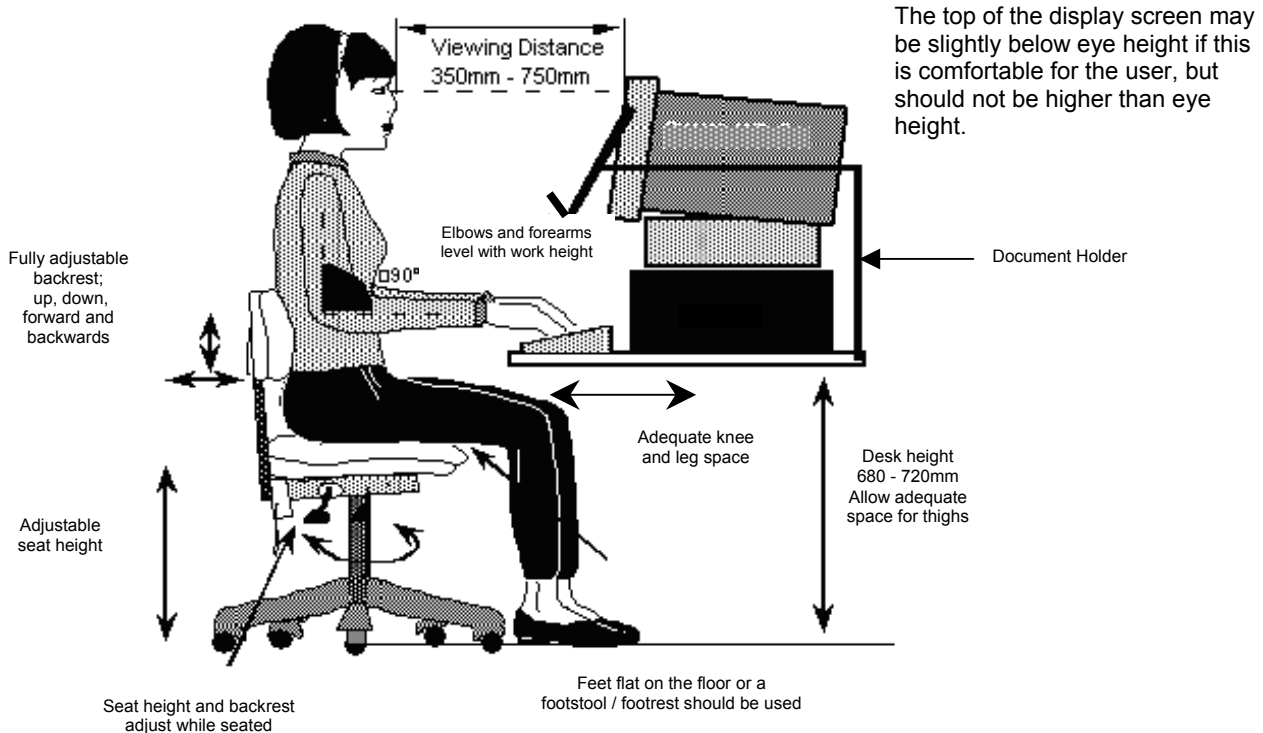 The top of the display screen may
be slightly below eye height if this
is comfortable for the user, but
should not be higher than eye
height.
Viewing Distance
350mm - 750mm
Elbows and forearms
level with work height
Document Holder
Fully adjustable
backrest;
up, down,
forward and
backwards
90°
Adequate knee
and leg space
Desk height
680 - 720mm
Allow adequate
space for thighs
Adjustable
seat height
Feet flat on the floor or a
footstool / footrest should be used
Seat height and backrest
adjust while seated